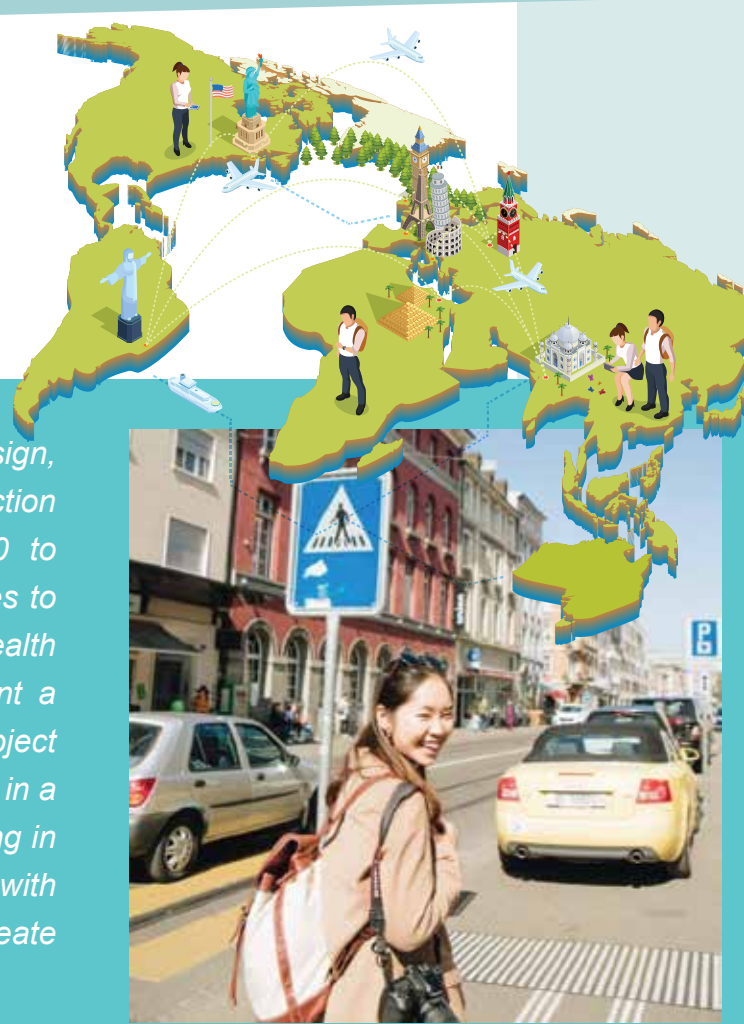 sign,
ction
0 to
es to
ealth
nt a
oject
in a
ng in
with
eate
P